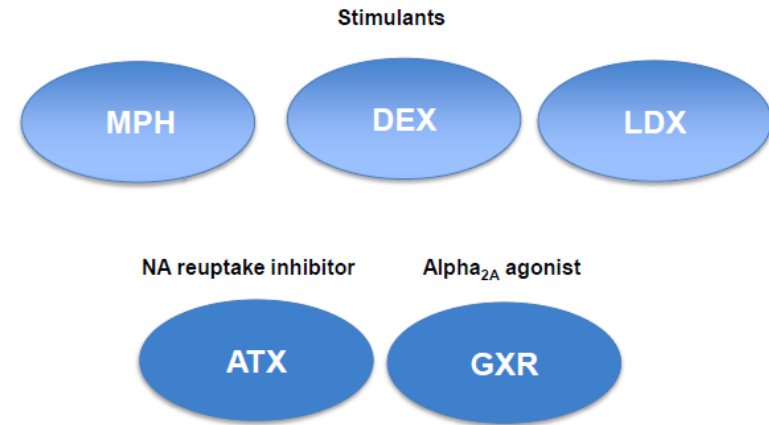 Stimulants
MPH
DEX
LDX
NA reuptake inhibitor
Alpha2A agonist
ATX
GXR